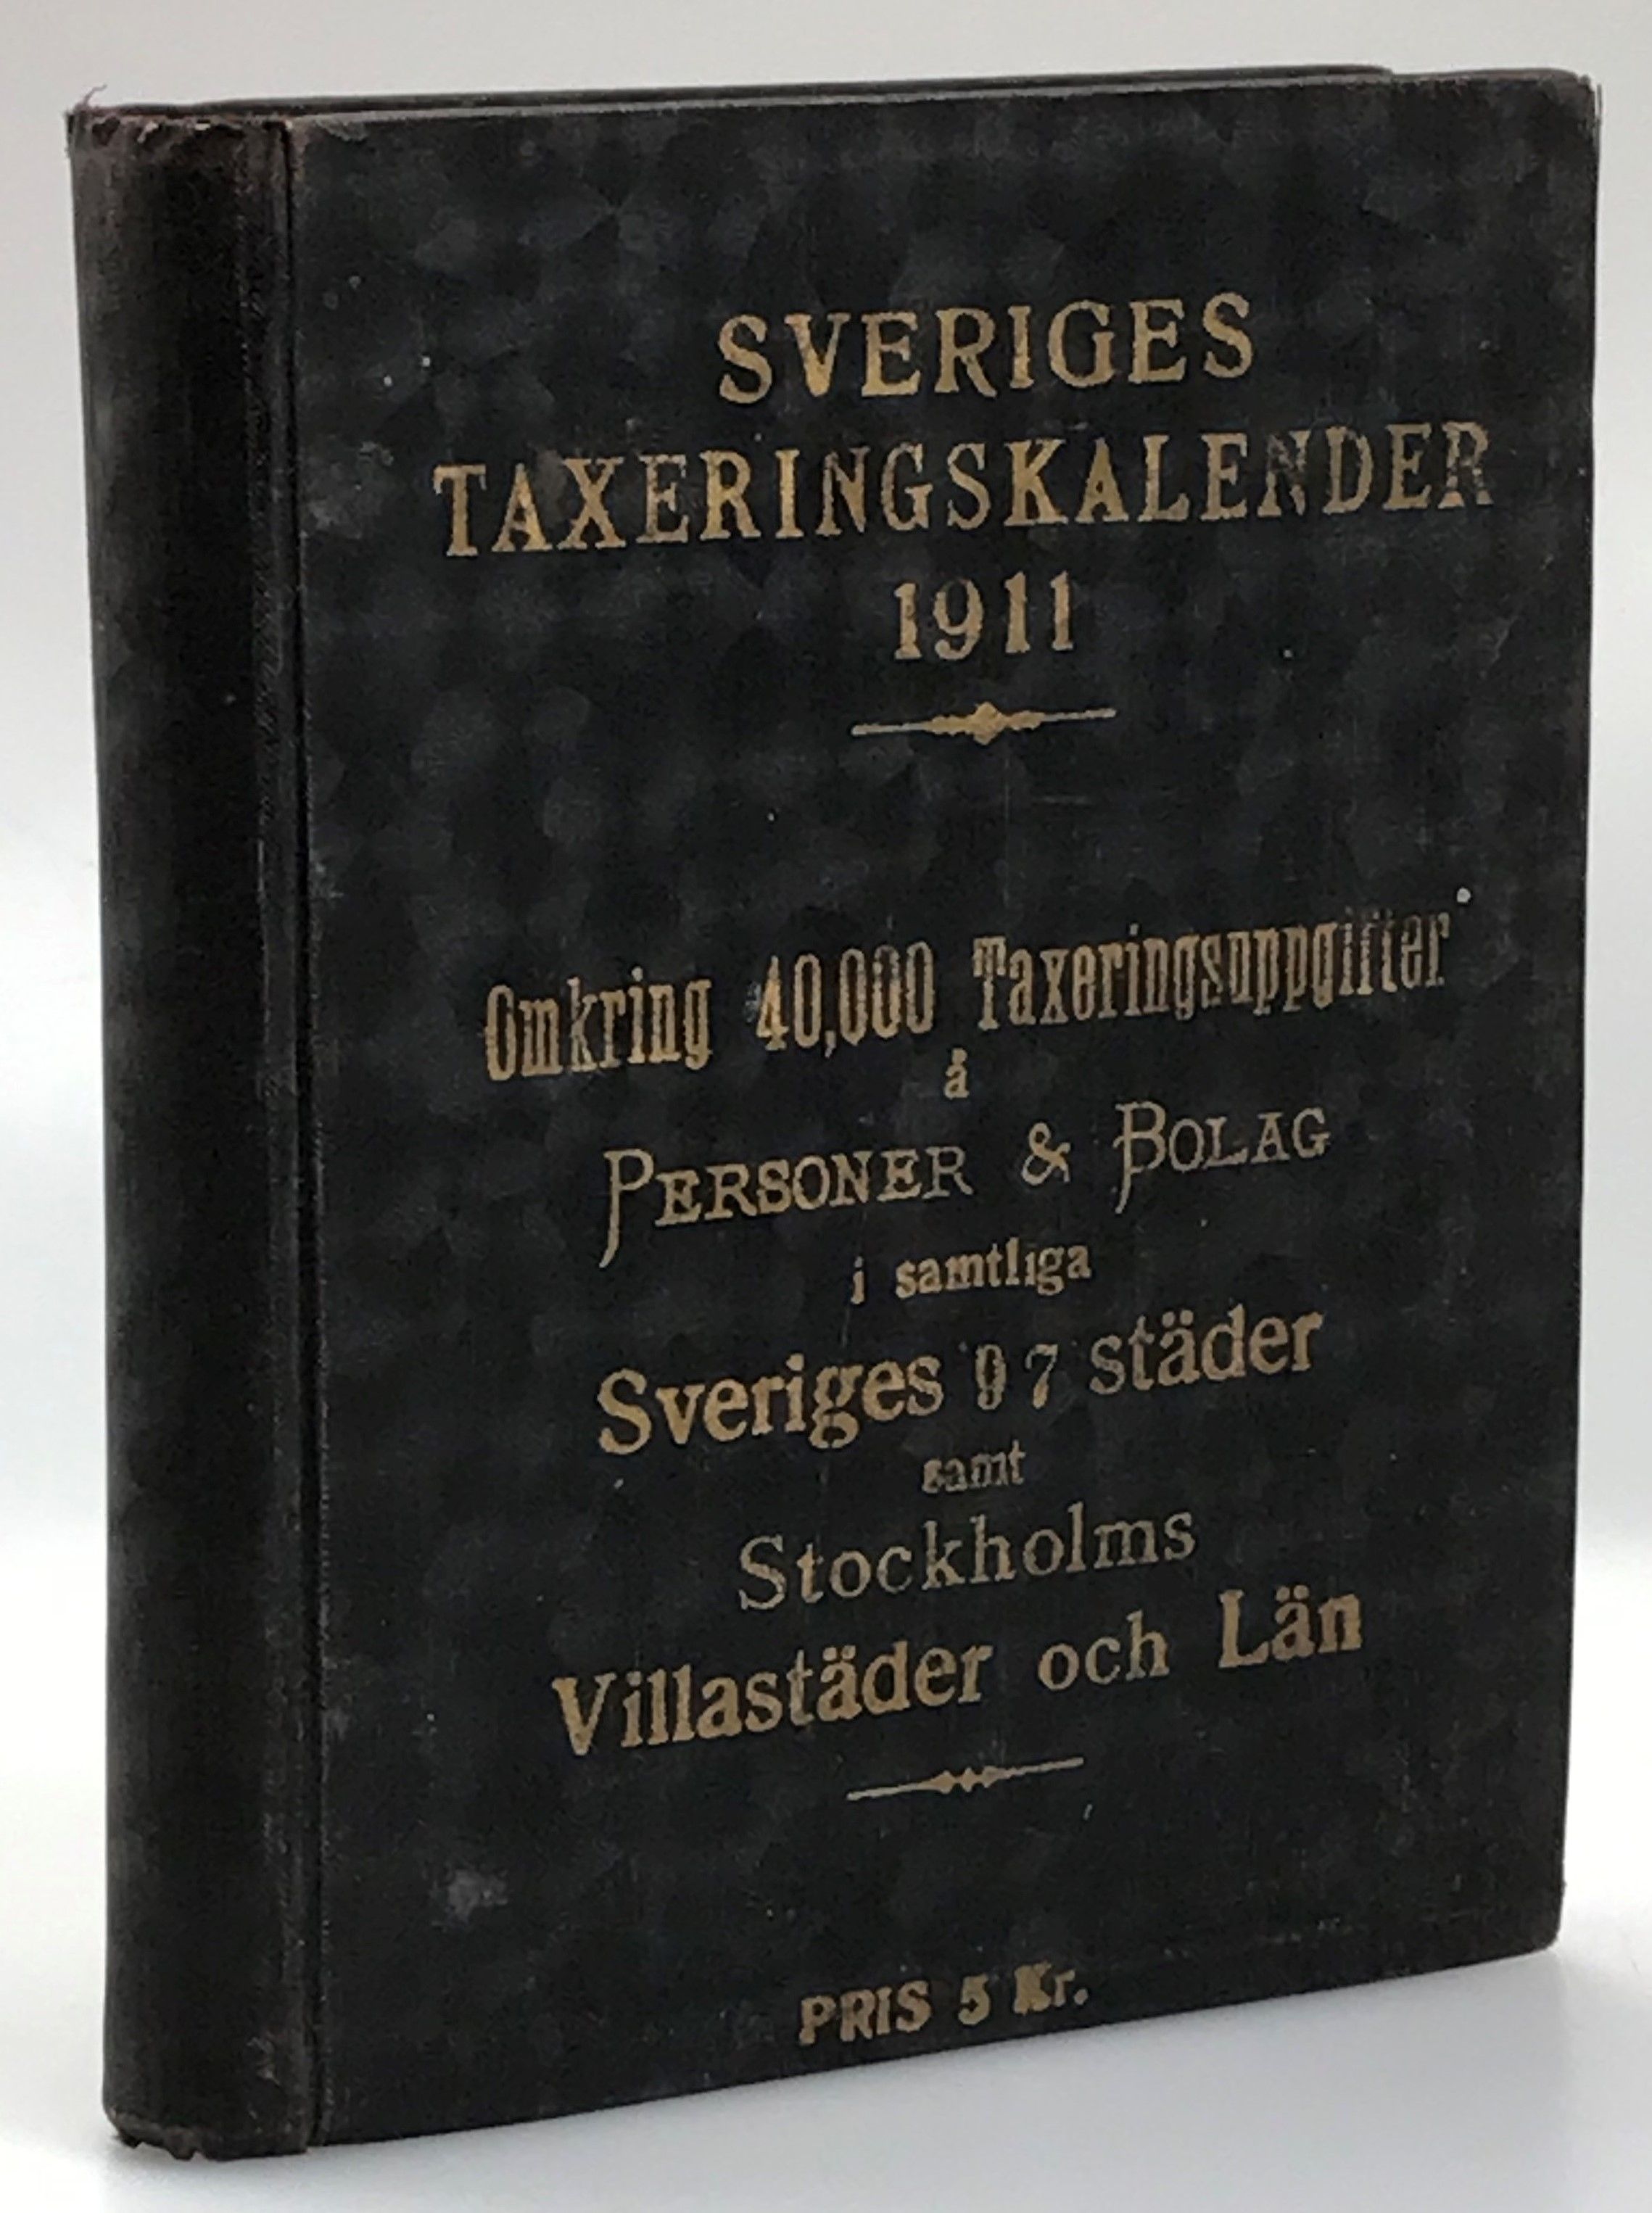 SVERIGES
TAXERINGSKALENDER
1911
Omkring 40,000 Taxeringsuppgifter
å
PERSONER & BOLAG
i samtliga
Sveriges 97 städer
samt
Stockholms
Villastäder och Län
PRIS 5 Kr.